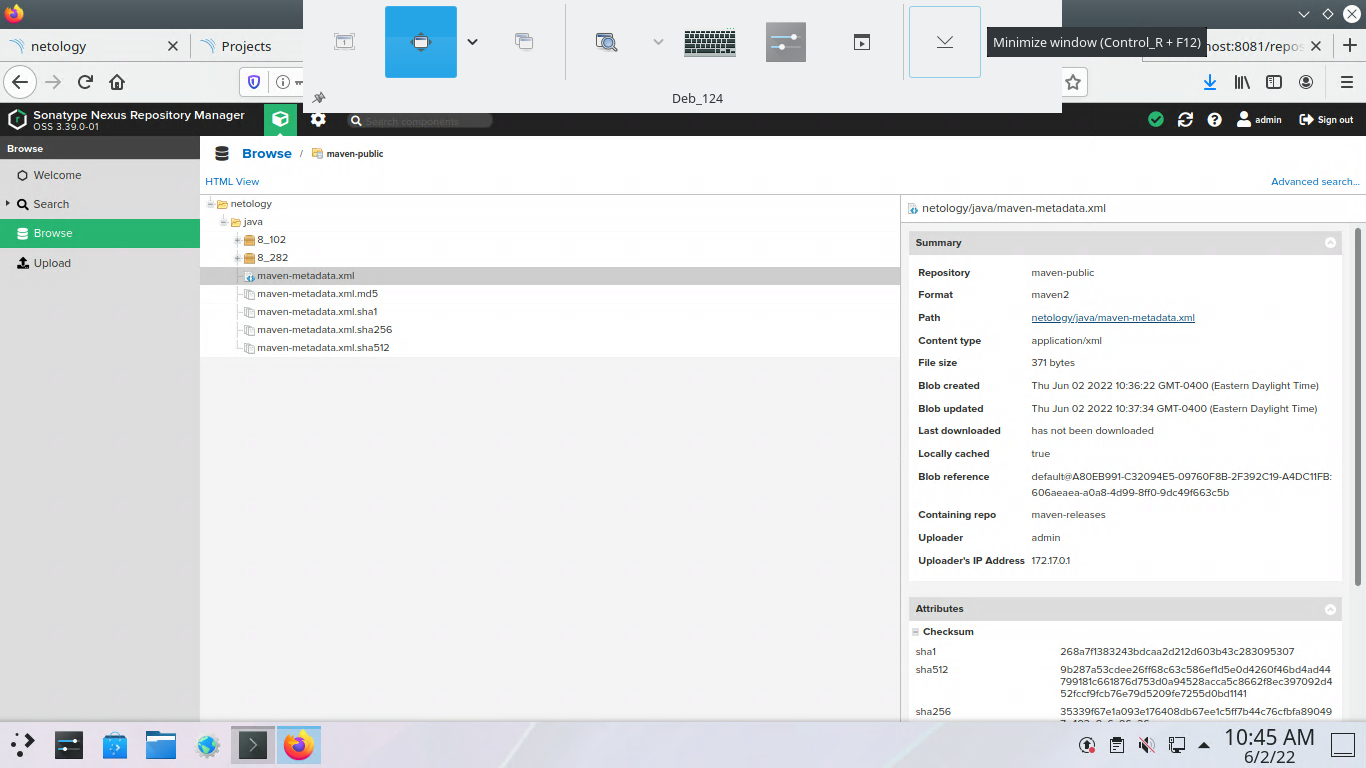 netology
Projects
Minimize window (Control_R + F12)
host:8081/repos
Deb_124
Sonatype Nexus Repository Manager
OSS 3.39.0-01
Search components
admin
Sign out
Browse
Welcome
Search
Browse
Upload
Browse / maven-public
HTML View
Advanced search...
netology
java
8_102
8_282
maven-metadata.xml
maven-metadata.xml.md5
maven-metadata.xml.sha1
maven-metadata.xml.sha256
maven-metadata.xml.sha512
netology/java/maven-metadata.xml
Summary
Repository maven-public
Format maven2
Path netology/java/maven-metadata.xml
Content type application/xml
File size 371 bytes
Blob created Thu Jun 02 2022 10:36:22 GMT-0400 (Eastern Daylight Time)
Blob updated Thu Jun 02 2022 10:37:34 GMT-0400 (Eastern Daylight Time)
Last downloaded has not been downloaded
Locally cached true
Blob reference default@A80EB991-C32094E5-09760F8B-2F392C19-A4DC11FB:
606aeaea-a0a8-4d99-8ff0-9dc49f663c5b
Containing repo maven-releases
Uploader admin
Uploader's IP Address 172.17.0.1
Attributes
Checksum
sha1 268a7f1383243bdcaa2d212d603b43c283095307
sha512 9b287a53cdee26ff68c63c586ef1d5e0d4260f46bd4ad44
799181c661876d753d0a94528acca5c8662f8ec397092d4
52fccf9fcb76e79d5209fe7255d0bd1141
sha256 35339f67e1a093e176408db67ee1c5ff7b44c76cfbfa89049
10:45 AM
6/2/22